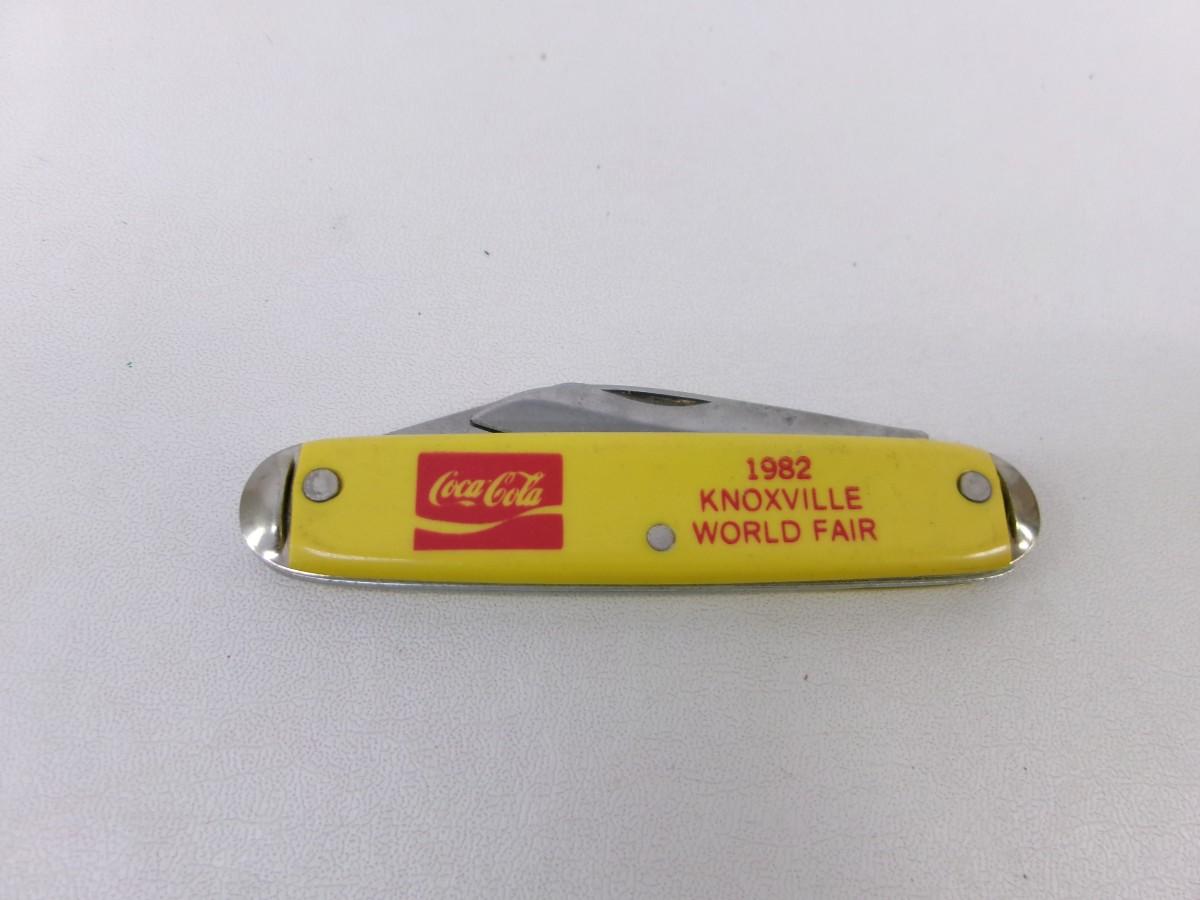 Coca-Cola
1982
KNOXVILLE
WORLD FAIR